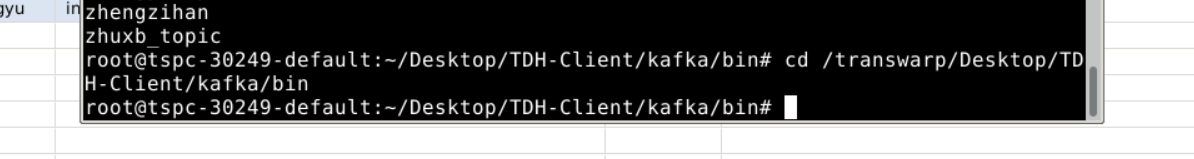 gyu
in
zhengzihan
zhuxb_topic
root@tspc-30249-default:~/Desktop/TDH-Client/kafka/bin# cd /transwarp/Desktop/TD
H-Client/kafka/bin
root@tspc-30249-default:~/Desktop/TDH-Client/kafka/bin#